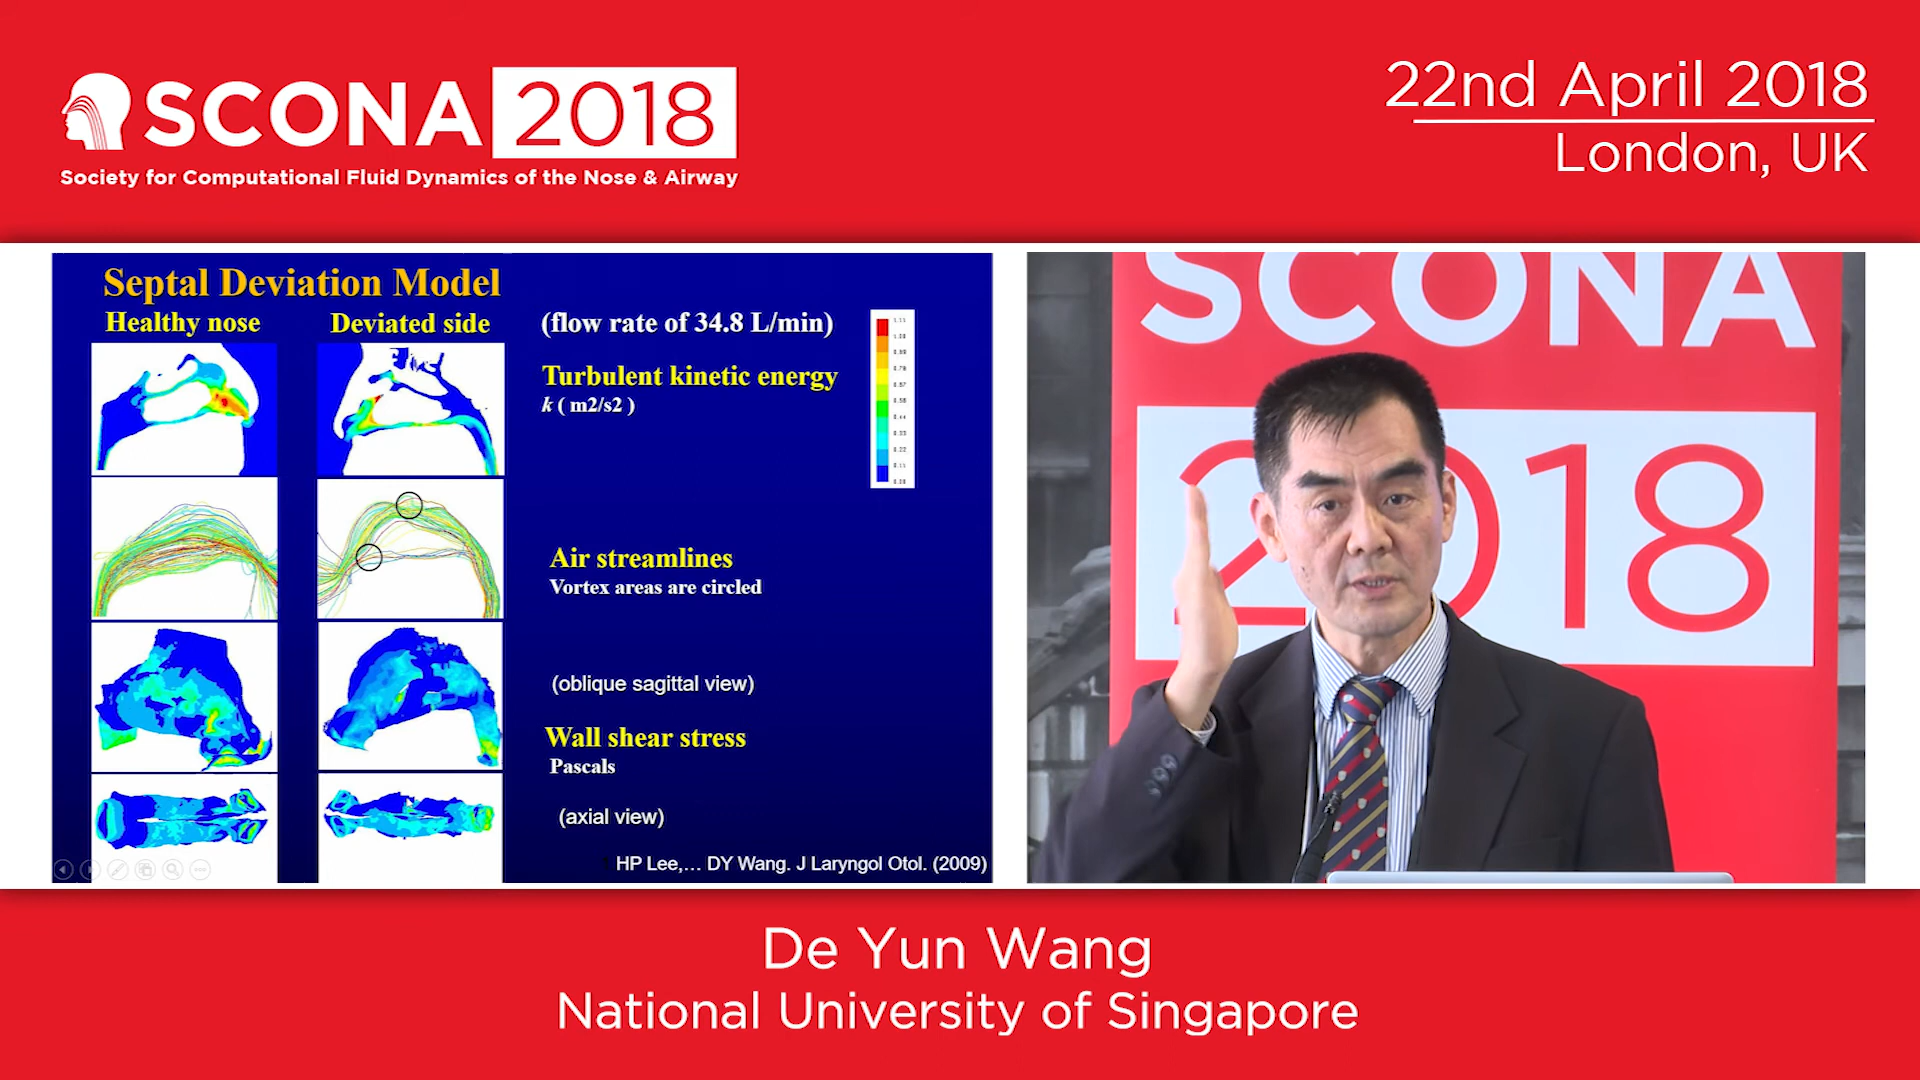 SCONA 2018
Society for Computational Fluid Dynamics of the Nose & Airway
22nd April 2018
London, UK
Septal Deviation Model
Healthy nose
Deviated side
(flow rate of 34.8 L/min)
Turbulent kinetic energy
k ( m2/s2 )
Air streamlines
Vortex areas are circled
(oblique sagittal view)
Wall shear stress
Pascals
(axial view)
HP Lee,... DY Wang. J Laryngol Otol. (2009)
SCONA
2018
De Yun Wang
National University of Singapore